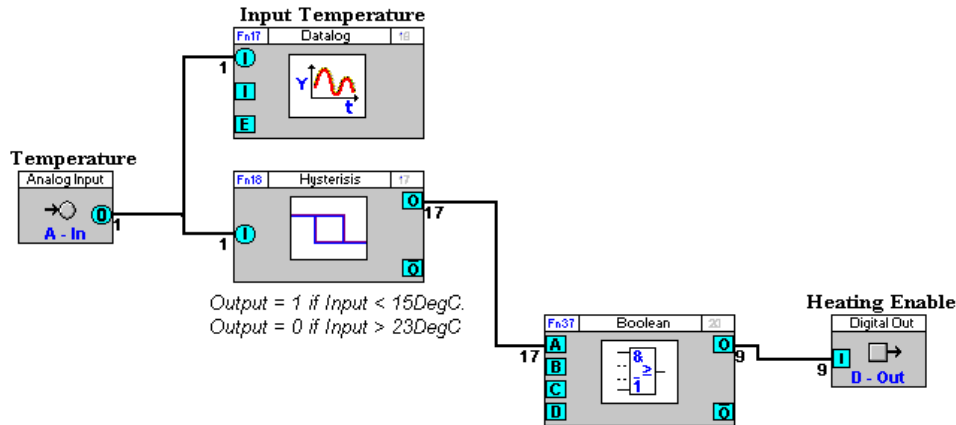 Input Temperature
Fn17 Datalog 18
1 I
Y
t
I
E
Temperature
Analog Input
O 1
A - In
Fn18 Hysterisis 17
O 17
1 I
O
Output = 1 if Input < 15DegC.
Output = 0 if Input > 23DegC
Fn37 Boolean 20
17 A
B
C
D
&
≥
1
O 9
O
Heating Enable
Digital Out
9 I
D - Out